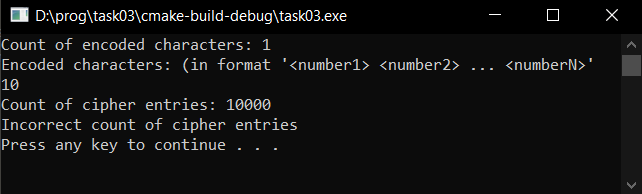 D:\prog\task03\cmake-build-debug\task03.exe
Count of encoded characters: 1
Encoded characters: (in format '<number1> <number2> ... <numberN>'
10
Count of cipher entries: 10000
Incorrect count of cipher entries
Press any key to continue . . .